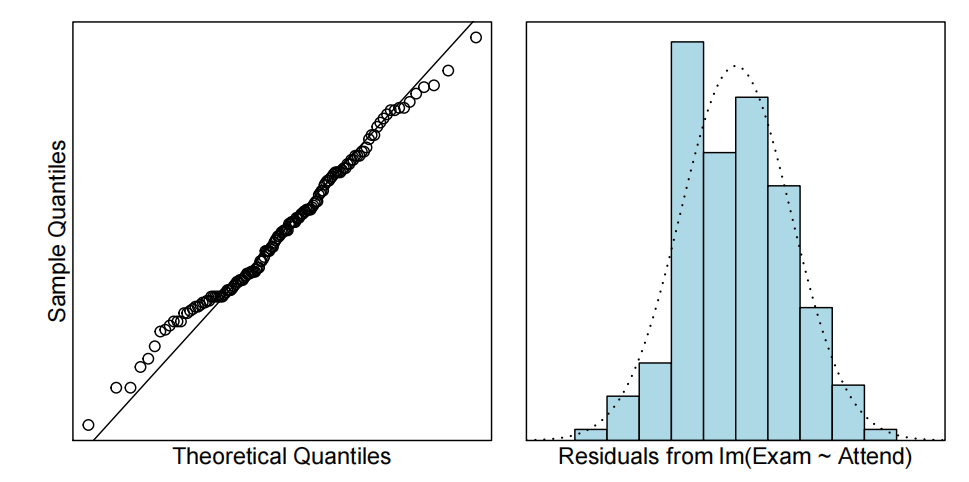 Sample Quantiles
Theoretical Quantiles
Residuals from lm(Exam ~ Attend)